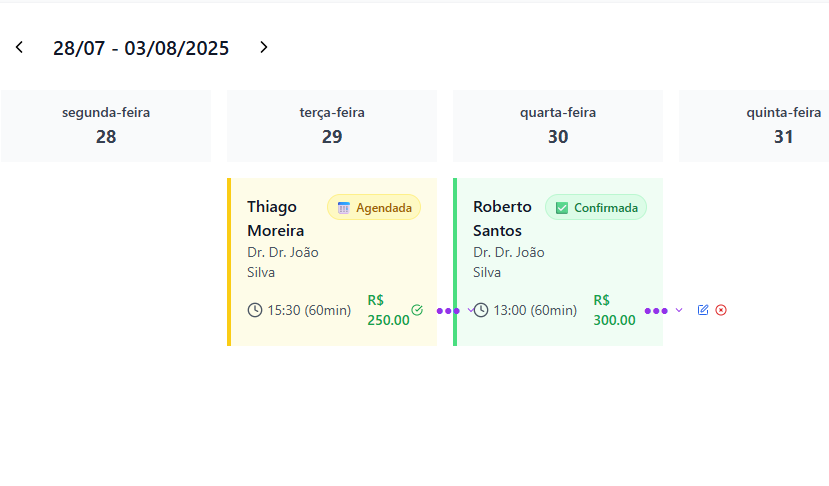 28/07 - 03/08/2025
segunda-feira
28
terça-feira
29
quarta-feira
30
quinta-feira
31
Thiago
Moreira
Agendada
Dr. Dr. João
Silva
15:30 (60min)
R$
250.00
Roberto
Santos
Confirmada
Dr. Dr. João
Silva
13:00 (60min)
R$
300.00